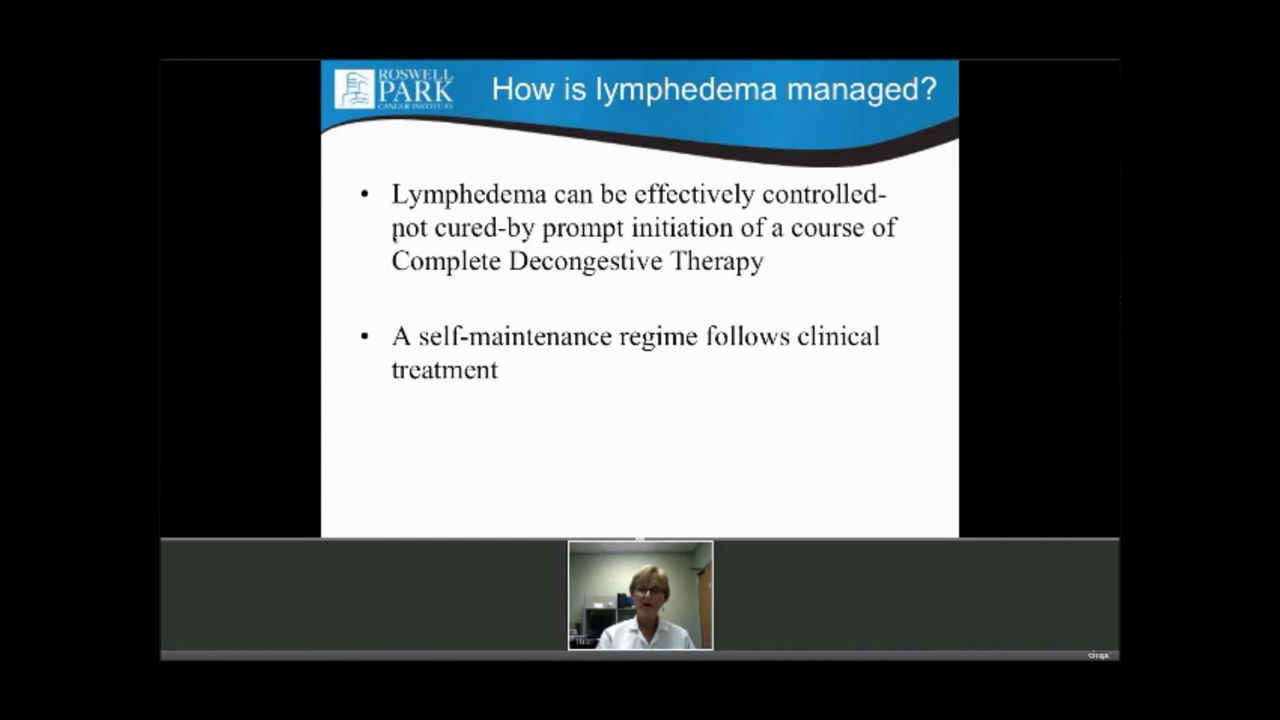 ROSWELL
PARK
CANCER INSTITUTE
How is lymphedema managed?
• Lymphedema can be effectively controlled-
not cured-by prompt initiation of a course of
Complete Decongestive Therapy
• A self-maintenance regime follows clinical
treatment